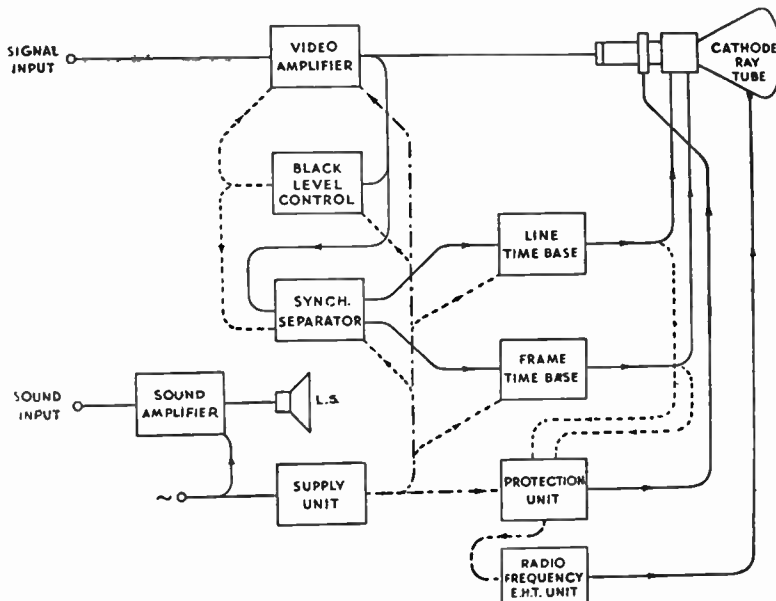 SIGNAL
INPUT
VIDEO
AMPLIFIER
CATHODE
RAY
TUBE
BLACK
LEVEL
CONTROL
LINE
TIME BASE
SYNCH.
SEPARATOR
FRAME
TIME BASE
SOUND
INPUT
SOUND
AMPLIFIER
L.S.
~
SUPPLY
UNIT
PROTECTION
UNIT
RADIO
FREQUENCY
E.H.T. UNIT